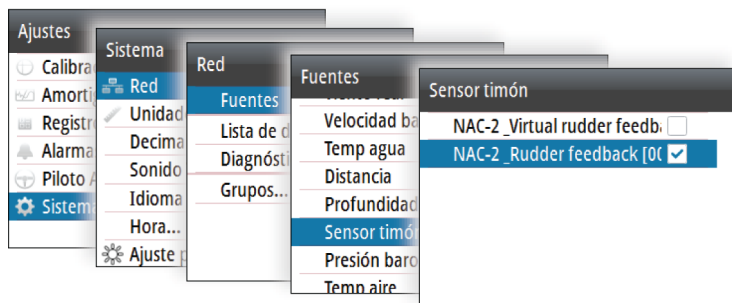 Ajustes
Calibra
Amorti
Registr
Alarma
Piloto A
Sistem
Sistema
Red
Unidad
Decima
Sonido
Idioma
Hora...
Ajuste p
Red
Fuentes
Lista de d
Diagnósti
Grupos...
Fuentes
Velocidad ba
Temp agua
Distancia
Profundidad
Sensor timón
Presión baro
Temp aire
Sensor timón
NAC-2 _Virtual rudder feedb
NAC-2 _Rudder feedback [00